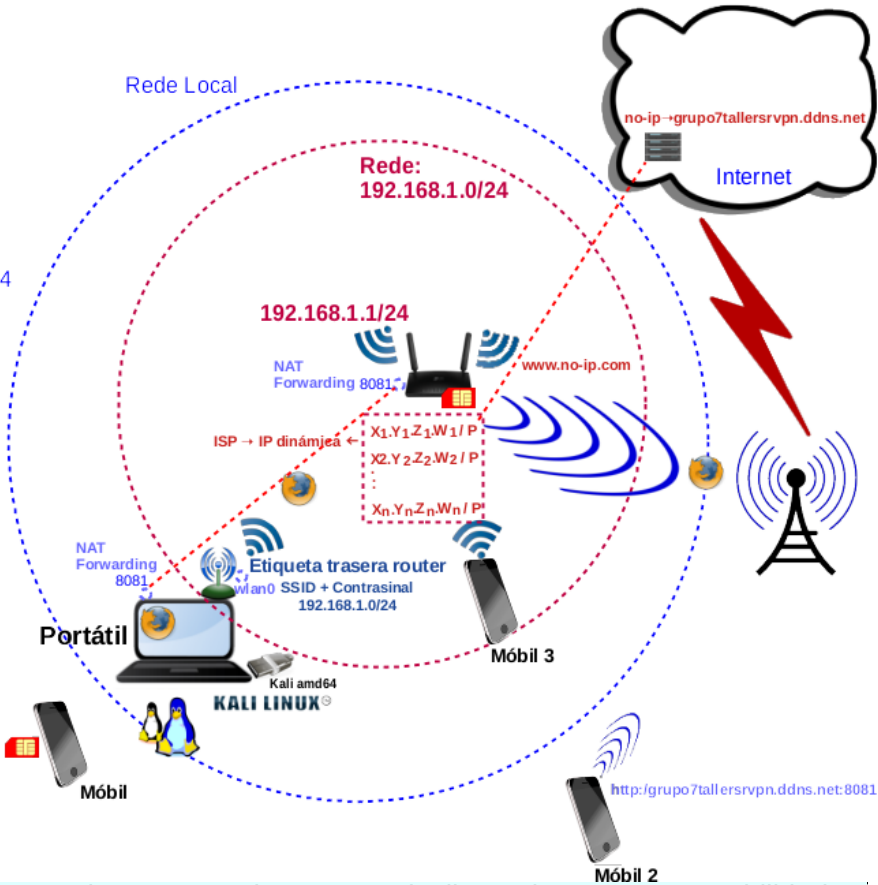 Rede Local
no-ip→grupo7tallersrvpn.ddns.net
Internet
Rede:
192.168.1.0/24
4
192.168.1.1/24
NAT
Forwarding 8081
www.no-ip.com
ISP → IP dinámica ←
X1.Y1.Z1.W1 / P
X2.Y2.Z2.W2 / P
⋮
Xn.Yn.Zn.Wn / P
NAT
Forwarding
8081
Etiqueta trasera router
wlan0
SSID + Contrasinal
192.168.1.0/24
Portátil
Móbil 3
Kali amd64
KALI LINUX
Móbil
http:/grupo7tallersrvpn.ddns.net:8081
Móbil 2